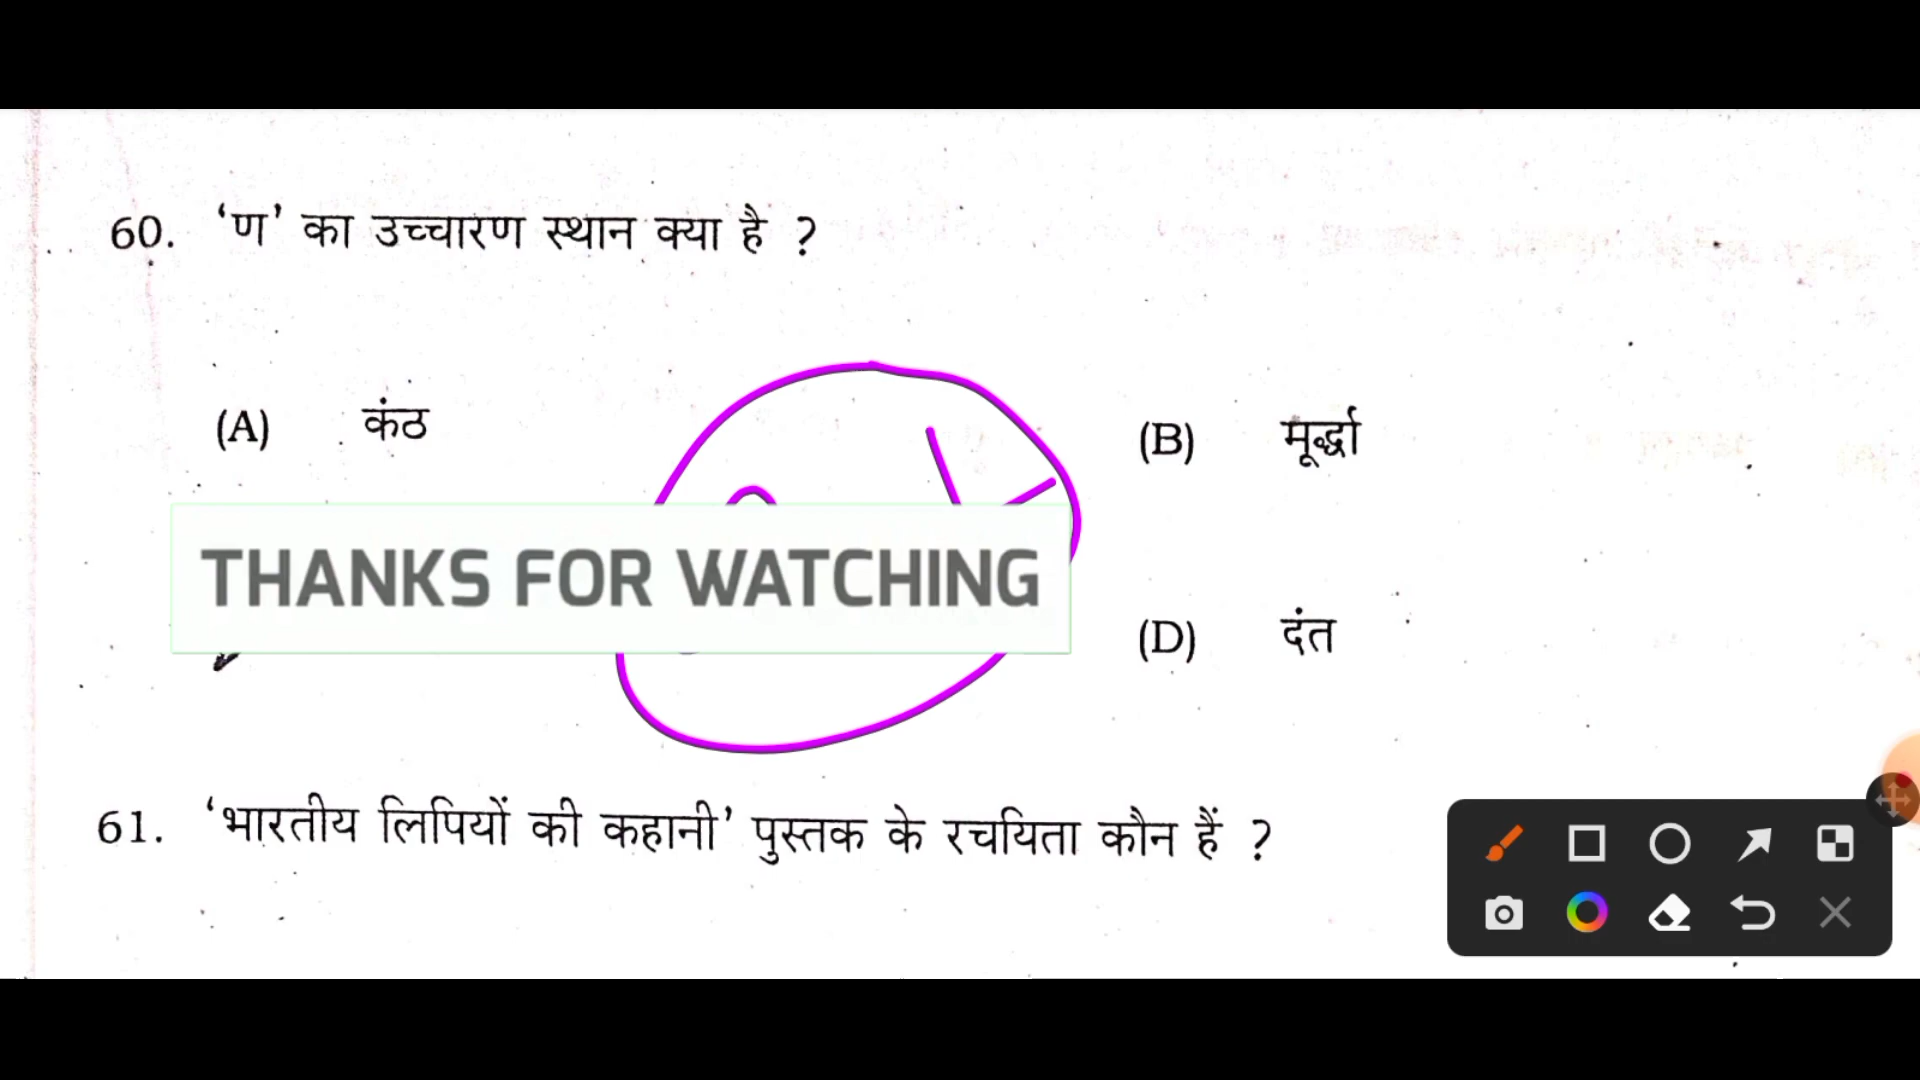 60. ‘ण’ का उच्चारण स्थान क्या है ?
(A) कंठ
(B) मूर्द्धा
THANKS FOR WATCHING
(D) दंत
61. ‘भारतीय लिपियों की कहानी’ पुस्तक के रचयिता कौन हैं ?